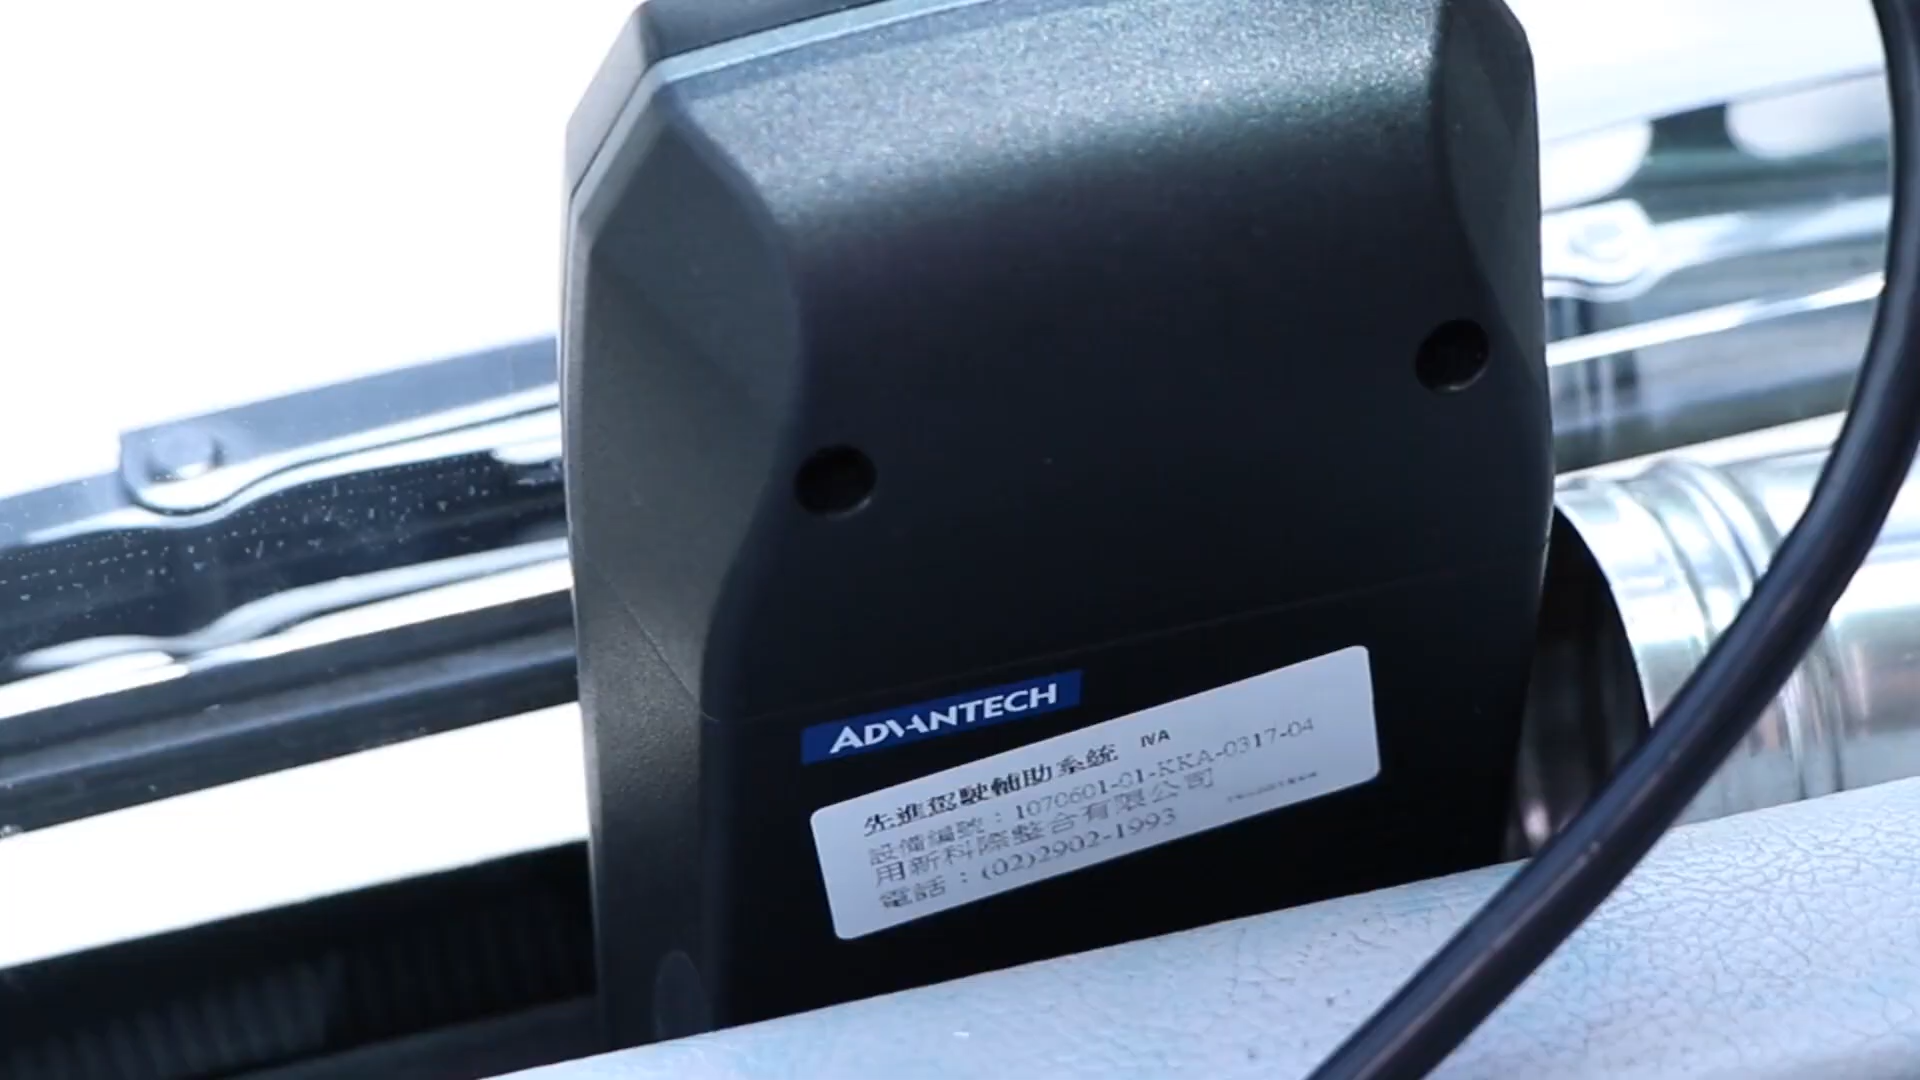 ADVANTECH
先進駕駛輔助系統 IVA
設備編號：1070601-01-KKA-0317-04
用新科際整合有限公司
電話：(02)2902-1993